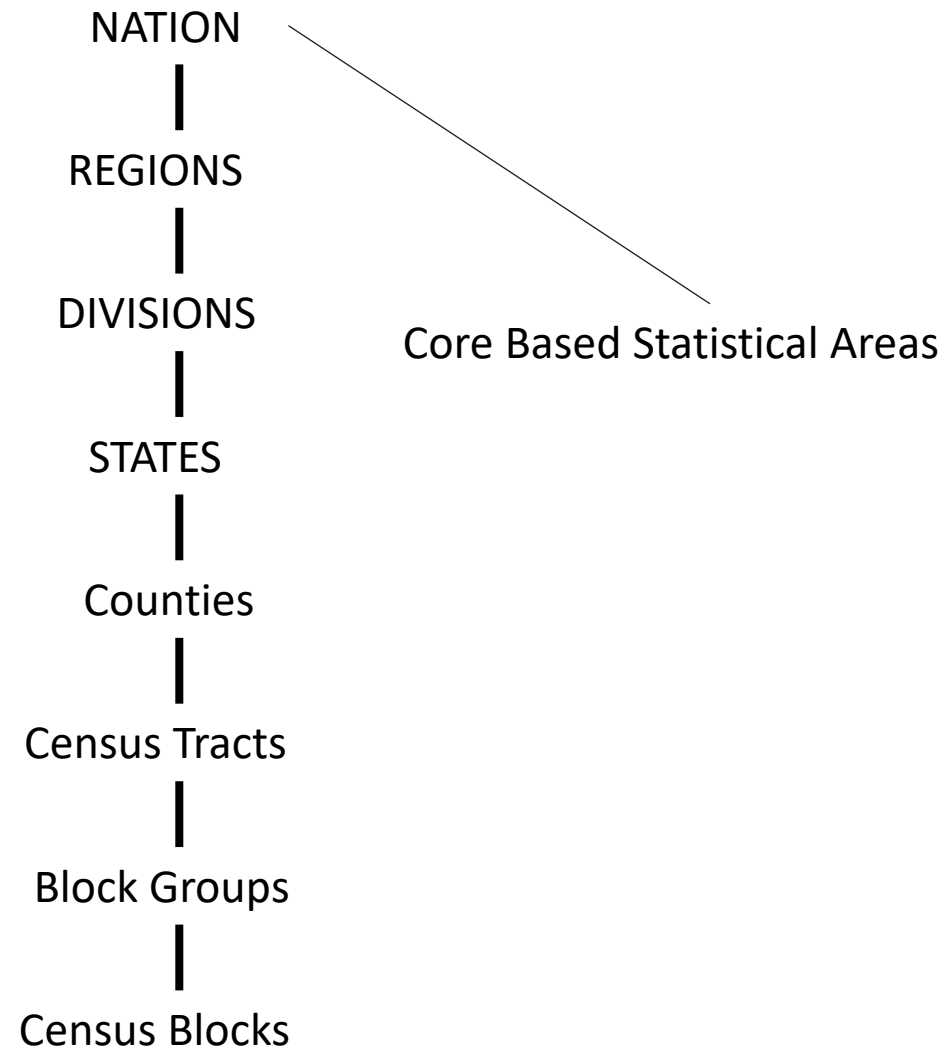 NATION
REGIONS
DIVISIONS
Core Based Statistical Areas
STATES
Counties
Census Tracts
Block Groups
Census Blocks